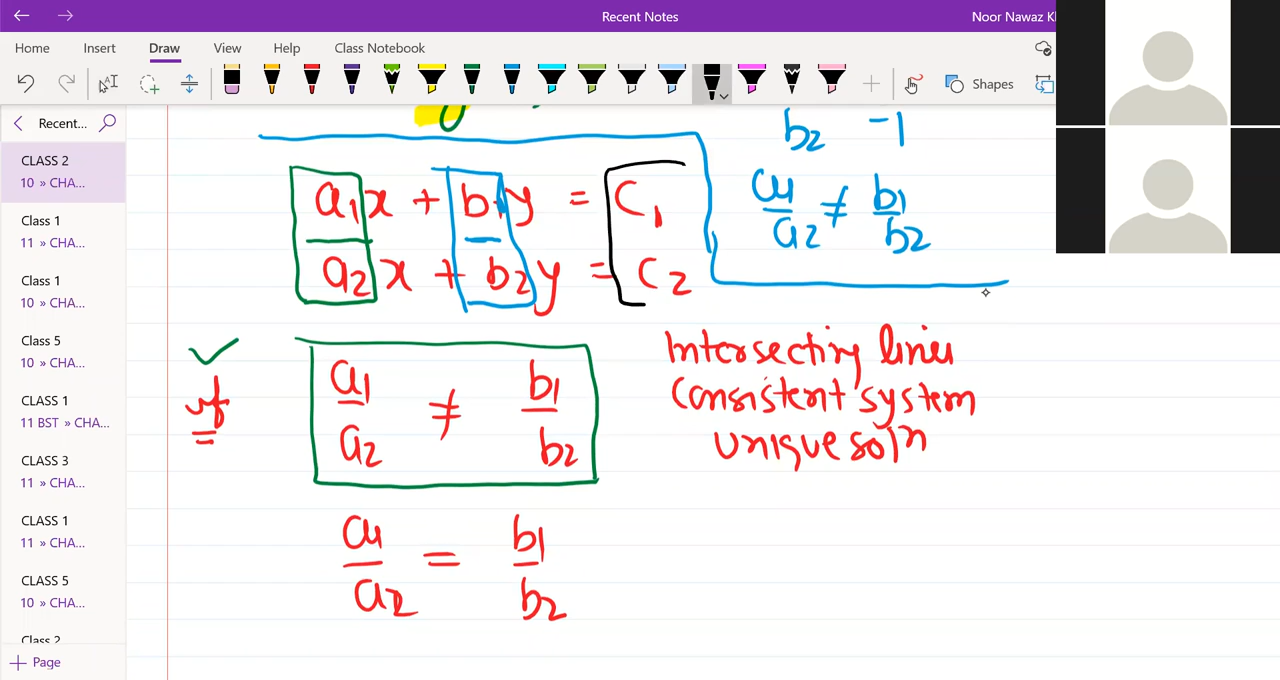 Recent Notes
Noor Nawaz Kh
Home Insert Draw View Help Class Notebook
Shapes
Recent...
CLASS 2
10 » CHA...
Class 1
11 » CHA...
Class 1
10 » CHA...
Class 5
10 » CHA...
CLASS 1
11 BST » CHA...
CLASS 3
11 » CHA...
CLASS 1
11 » CHA...
CLASS 5
10 » CHA...
Class 2
Page
b2 -1
a1x + b1y = C1
a2x + b2y = C2
a1/a2 ≠ b1/b2
if
a1/a2 ≠ b1/b2
Intersecting lines
Consistent system
unique soln
a1/a2 = b1/b2